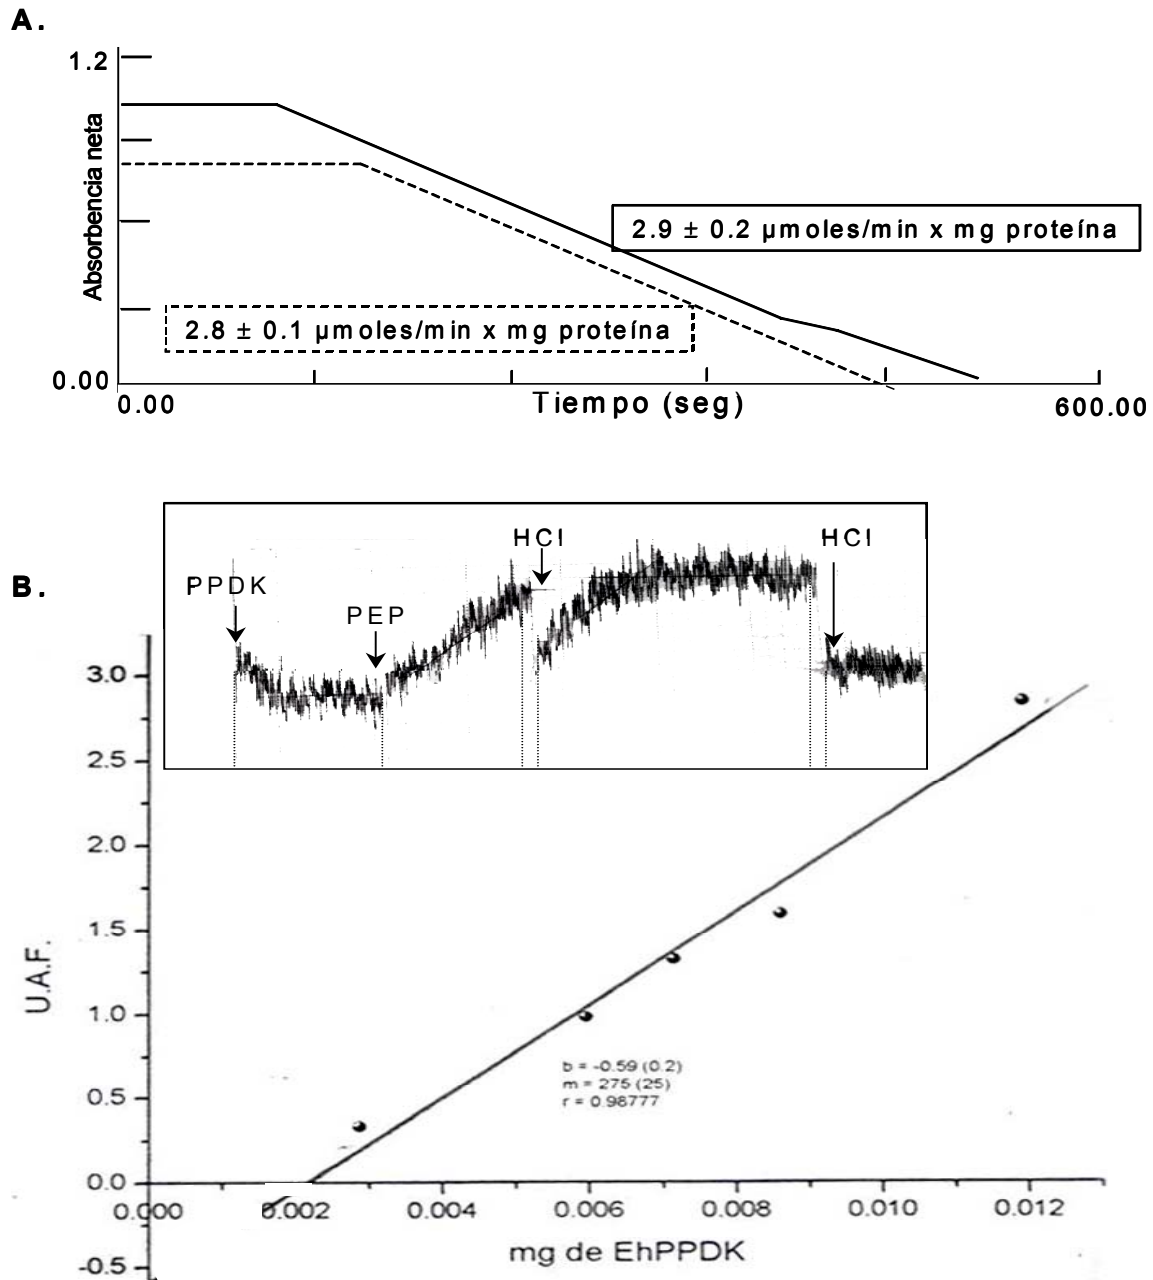 A.
1.2
Absorbencia neta
2.9 ± 0.2 µmoles/min x mg proteína
2.8 ± 0.1 µmoles/min x mg proteína
0.00
0.00
Tiempo (seg)
600.00
B.
HCl
HCl
PPDK
PEP
3.0
2.5
2.0
1.5
1.0
0.5
0.0
-0.5
U.A.F.
b = -0.59 (0.2)
m = 275 (25)
r = 0.98777
0.000
0.002
0.004
0.006
0.008
0.010
0.012
mg de EhPPDK